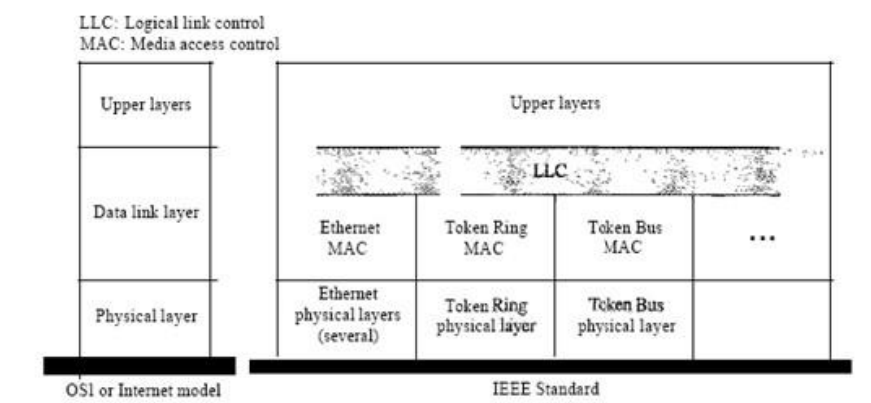 LLC: Logical link control
MAC: Media access control
Upper layers
Upper layers
LLC
Data link layer
Ethernet
MAC
Token Ring
MAC
Token Bus
MAC
...
Physical layer
Ethernet
physical layers
(several)
Token Ring
physical layer
Token Bus
physical layer
OS1 or Internet model
IEEE Standard